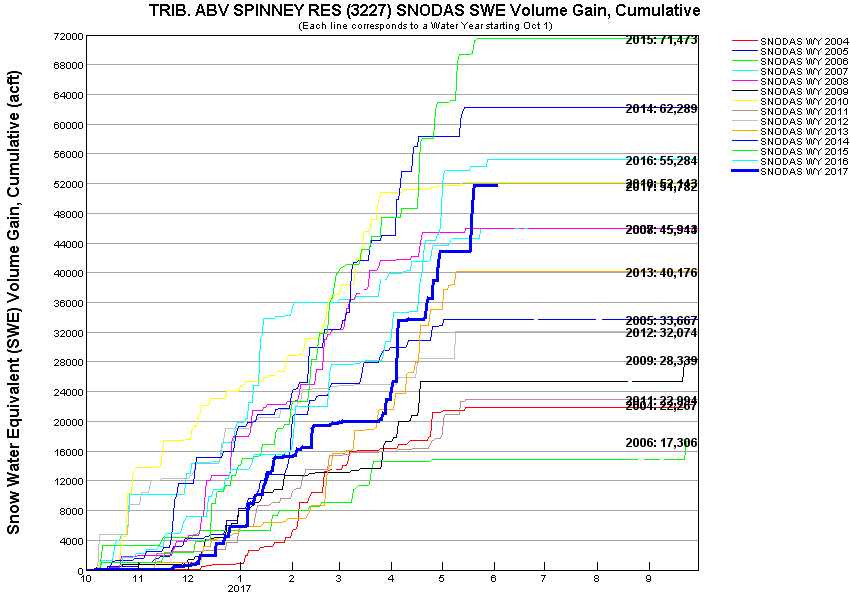 TRIB. ABV SPINNEY RES (3227) SNODAS SWE Volume Gain, Cumulative
(Each line corresponds to a Water Year starting Oct 1)
Snow Water Equivalent (SWE) Volume Gain, Cumulative (acft)
72000
68000
64000
60000
56000
52000
48000
44000
40000
36000
32000
28000
24000
20000
16000
12000
8000
4000
0
2015: 71,473
2014: 62,289
2016: 55,284
2010: 52,143
2013: 40,176
2005: 33,667
2012: 32,074
2009: 28,339
2006: 17,306
10
11
12
1
2
3
4
5
6
7
8
9
2017
SNODAS WY 2004
SNODAS WY 2005
SNODAS WY 2006
SNODAS WY 2007
SNODAS WY 2008
SNODAS WY 2009
SNODAS WY 2010
SNODAS WY 2011
SNODAS WY 2012
SNODAS WY 2013
SNODAS WY 2014
SNODAS WY 2015
SNODAS WY 2016
SNODAS WY 2017